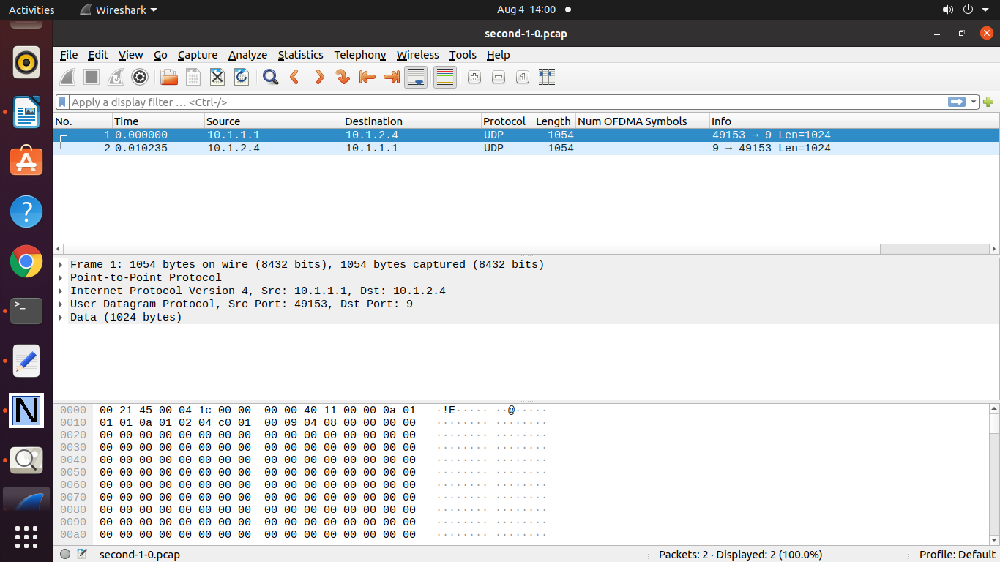 Activities Wireshark Aug 4 14:00
second-1-0.pcap
File Edit View Go Capture Analyze Statistics Telephony Wireless Tools Help
Apply a display filter … <Ctrl-/>
No. Time Source Destination Protocol Length Num OFDMA Symbols Info
1 0.000000 10.1.1.1 10.1.2.4 UDP 1054 49153 → 9 Len=1024
2 0.010235 10.1.2.4 10.1.1.1 UDP 1054 9 → 49153 Len=1024
Frame 1: 1054 bytes on wire (8432 bits), 1054 bytes captured (8432 bits)
Point-to-Point Protocol
Internet Protocol Version 4, Src: 10.1.1.1, Dst: 10.1.2.4
User Datagram Protocol, Src Port: 49153, Dst Port: 9
Data (1024 bytes)
0000 00 21 45 00 04 1c 00 00 00 00 40 11 00 00 0a 01 ·!E····· ··@·····
0010 01 01 0a 01 02 04 c0 01 00 09 04 08 00 00 00 00 ········ ········
0020 00 00 00 00 00 00 00 00 00 00 00 00 00 00 00 00 ········ ········
0030 00 00 00 00 00 00 00 00 00 00 00 00 00 00 00 00 ········ ········
0040 00 00 00 00 00 00 00 00 00 00 00 00 00 00 00 00 ········ ········
0050 00 00 00 00 00 00 00 00 00 00 00 00 00 00 00 00 ········ ········
0060 00 00 00 00 00 00 00 00 00 00 00 00 00 00 00 00 ········ ········
0070 00 00 00 00 00 00 00 00 00 00 00 00 00 00 00 00 ········ ········
0080 00 00 00 00 00 00 00 00 00 00 00 00 00 00 00 00 ········ ········
0090 00 00 00 00 00 00 00 00 00 00 00 00 00 00 00 00 ········ ········
00a0 00 00 00 00 00 00 00 00 00 00 00 00 00 00 00 00 ········ ········
second-1-0.pcap Packets: 2 · Displayed: 2 (100.0%) Profile: Default